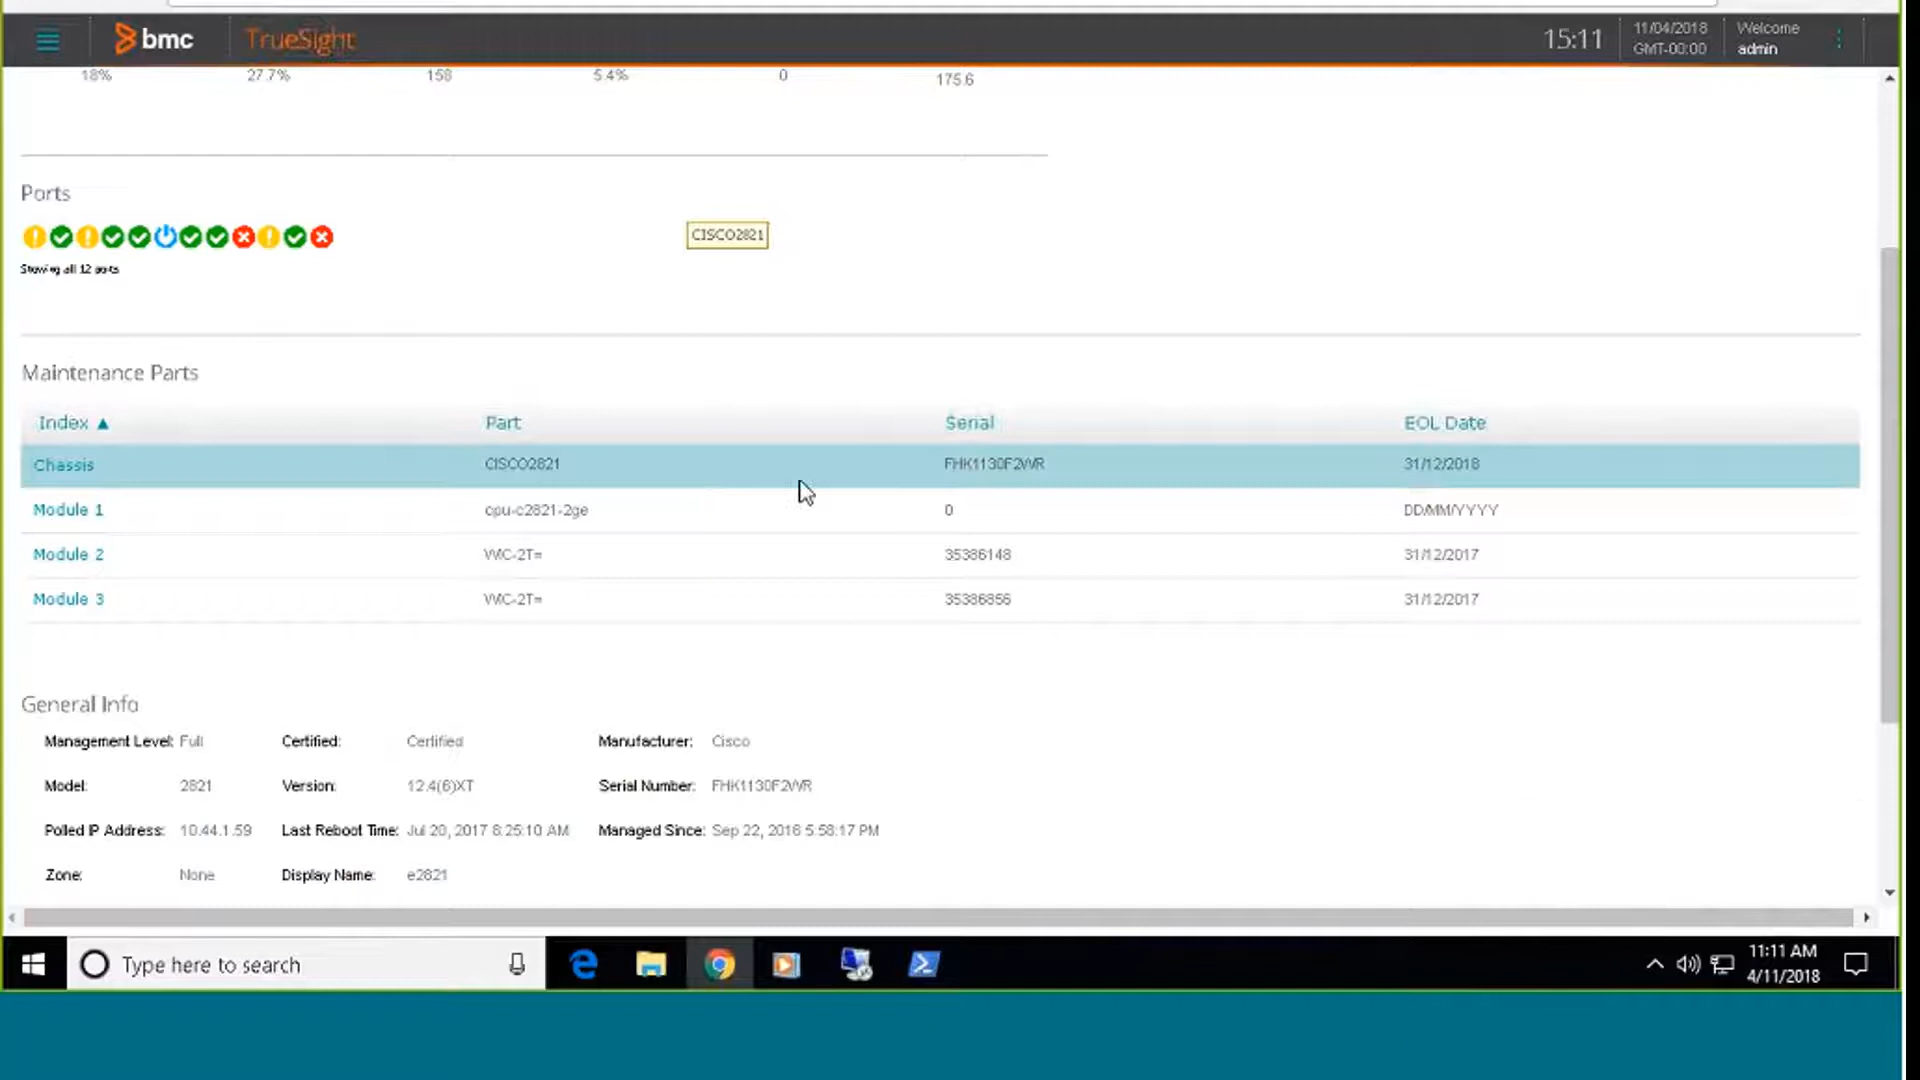 bmc TrueSight 15:11 11/04/2018 GMT-00:00 Welcome admin
18% 27.7% 158 5.4% 0 175.6
Ports
CISCO2821
Showing all 12 ports
Maintenance Parts
Index ▲ Part Serial EOL Date
Chassis CISCO2821 FHK1130F2WR 31/12/2018
Module 1 cpu-c2821-2ge 0 DD/MM/YYYY
Module 2 WIC-2T= 35386148 31/12/2017
Module 3 WIC-2T= 35386856 31/12/2017
General Info
Management Level: Full Certified: Certified Manufacturer: Cisco
Model: 2821 Version: 12.4(6)XT Serial Number: FHK1130F2WR
Polled IP Address: 10.44.1.59 Last Reboot Time: Jul 20, 2017 8:25:10 AM Managed Since: Sep 22, 2016 5:58:17 PM
Zone: None Display Name: e2821
Type here to search 11:11 AM
4/11/2018